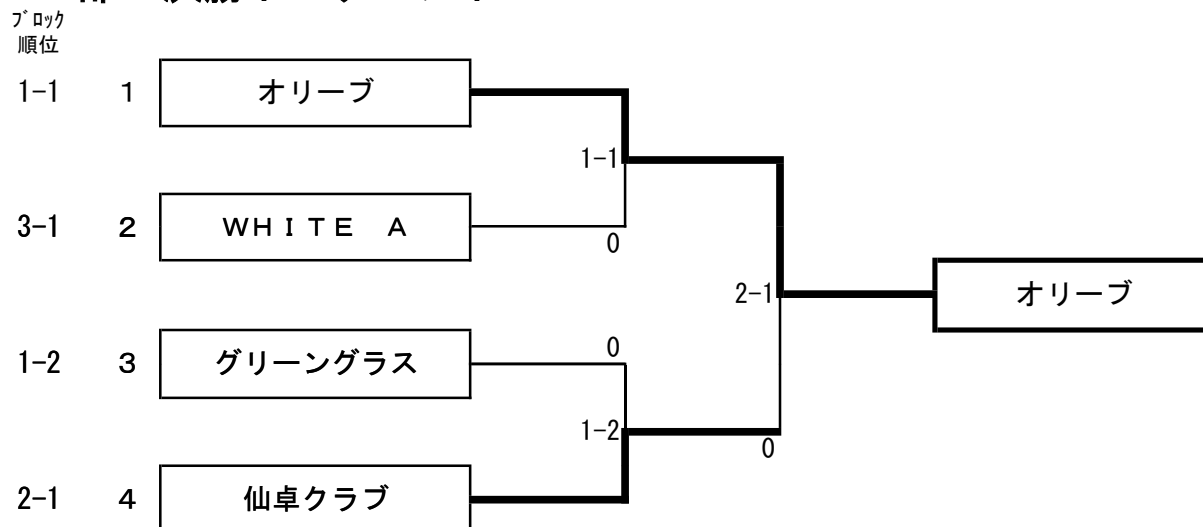 ﾌﾞﾛｯｸ
順位
1-1 1 オリーブ
1-1
3-1 2 ＷＨＩＴＥ　Ａ
0
2-1 オリーブ
0
1-2 3 グリーングラス
1-2
0
2-1 4 仙卓クラブ